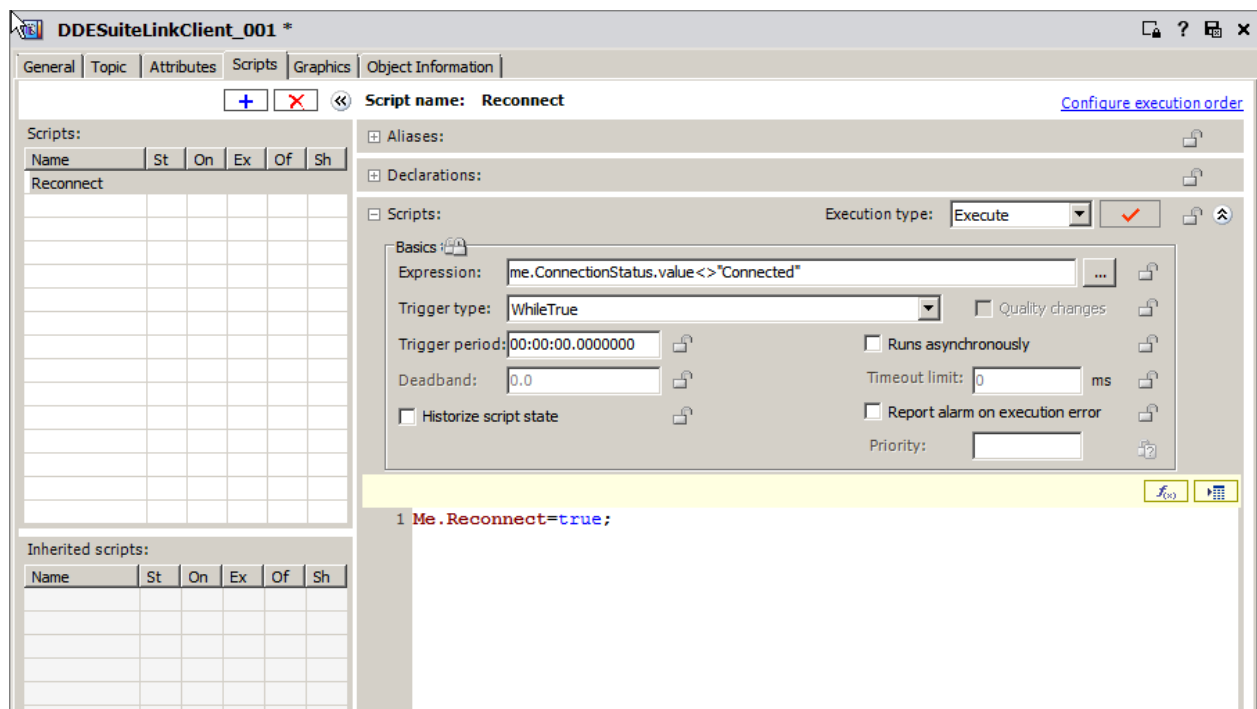 DDESuiteLinkClient_001 *
General Topic Attributes Scripts Graphics Object Information
Script name: Reconnect
Configure execution order
Scripts:
Name St On Ex Of Sh
Reconnect
Aliases:
Declarations:
Scripts: Execution type: Execute
Basics
Expression: me.ConnectionStatus.value<>"Connected" ...
Trigger type: WhileTrue Quality changes
Trigger period: 00:00:00.0000000 Runs asynchronously
Deadband: 0.0 Timeout limit: 0 ms
Historize script state Report alarm on execution error
Priority:
f(x)
1 Me.Reconnect=true;
Inherited scripts:
Name St On Ex Of Sh